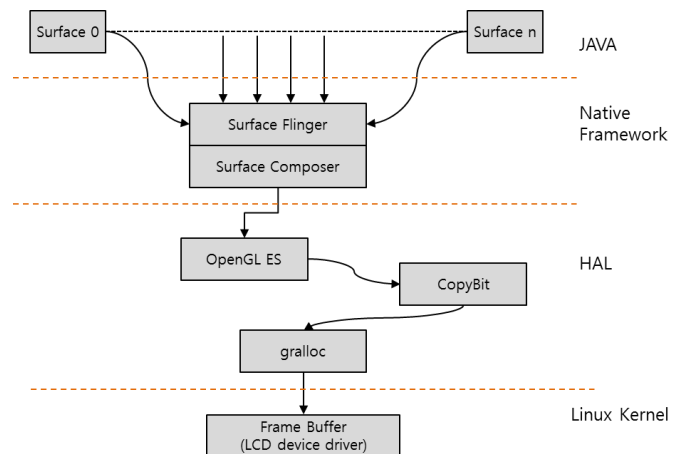 Surface 0
Surface n
JAVA
Surface Flinger
Native
Framework
Surface Composer
OpenGL ES
HAL
CopyBit
gralloc
Linux Kernel
Frame Buffer
(LCD device driver)